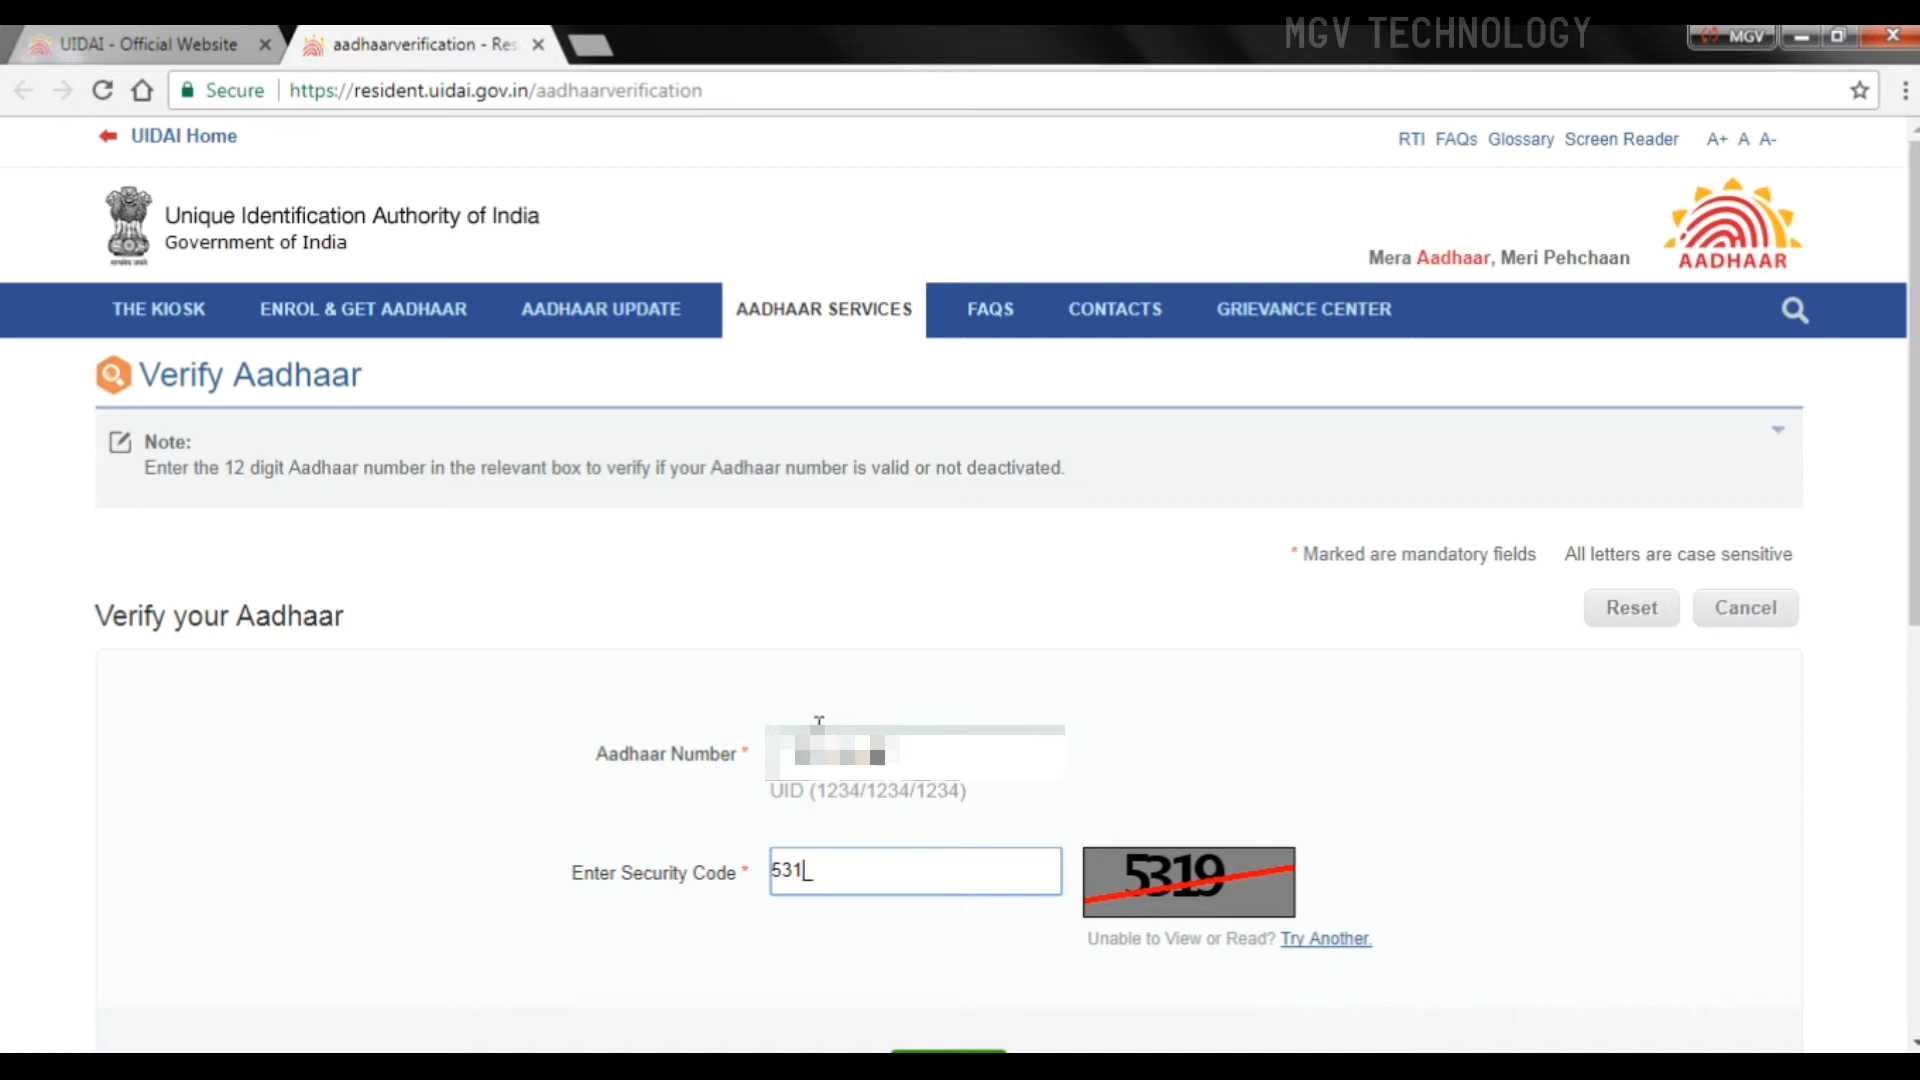 MGV TECHNOLOGY
UIDAI - Official Website
aadhaarverification - Res
MGV
Secure
https://resident.uidai.gov.in/aadhaarverification
UIDAI Home
RTI FAQs Glossary Screen Reader A+ A A-
Unique Identification Authority of India
Government of India
Mera Aadhaar, Meri Pehchaan
AADHAAR
THE KIOSK ENROL & GET AADHAAR AADHAAR UPDATE AADHAAR SERVICES FAQS CONTACTS GRIEVANCE CENTER
Verify Aadhaar
Note:
Enter the 12 digit Aadhaar number in the relevant box to verify if your Aadhaar number is valid or not deactivated.
* Marked are mandatory fields All letters are case sensitive
Verify your Aadhaar
Reset Cancel
Aadhaar Number *
UID (1234/1234/1234)
Enter Security Code * 531
5319
Unable to View or Read? Try Another.